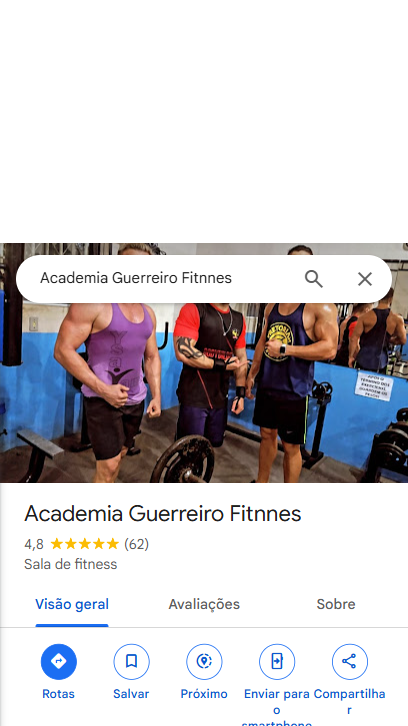 Academia Guerreiro Fitnnes
Academia Guerreiro Fitnnes
4,8 (62)
Sala de fitness
Visão geral
Avaliações
Sobre
Rotas
Salvar
Próximo
Enviar para o smartphone
Compartilhar